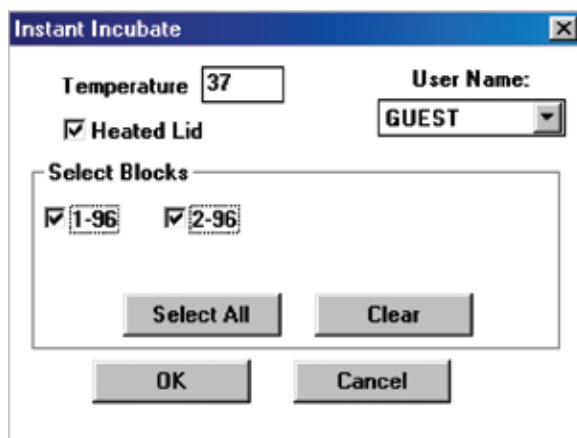 Instant Incubate
Temperature 37
User Name:
Heated Lid
GUEST
Select Blocks
1-96 2-96
Select All Clear
OK Cancel